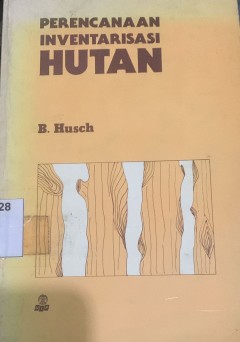 PERENCANAAN
INVENTARISASI
HUTAN
B. Husch
28